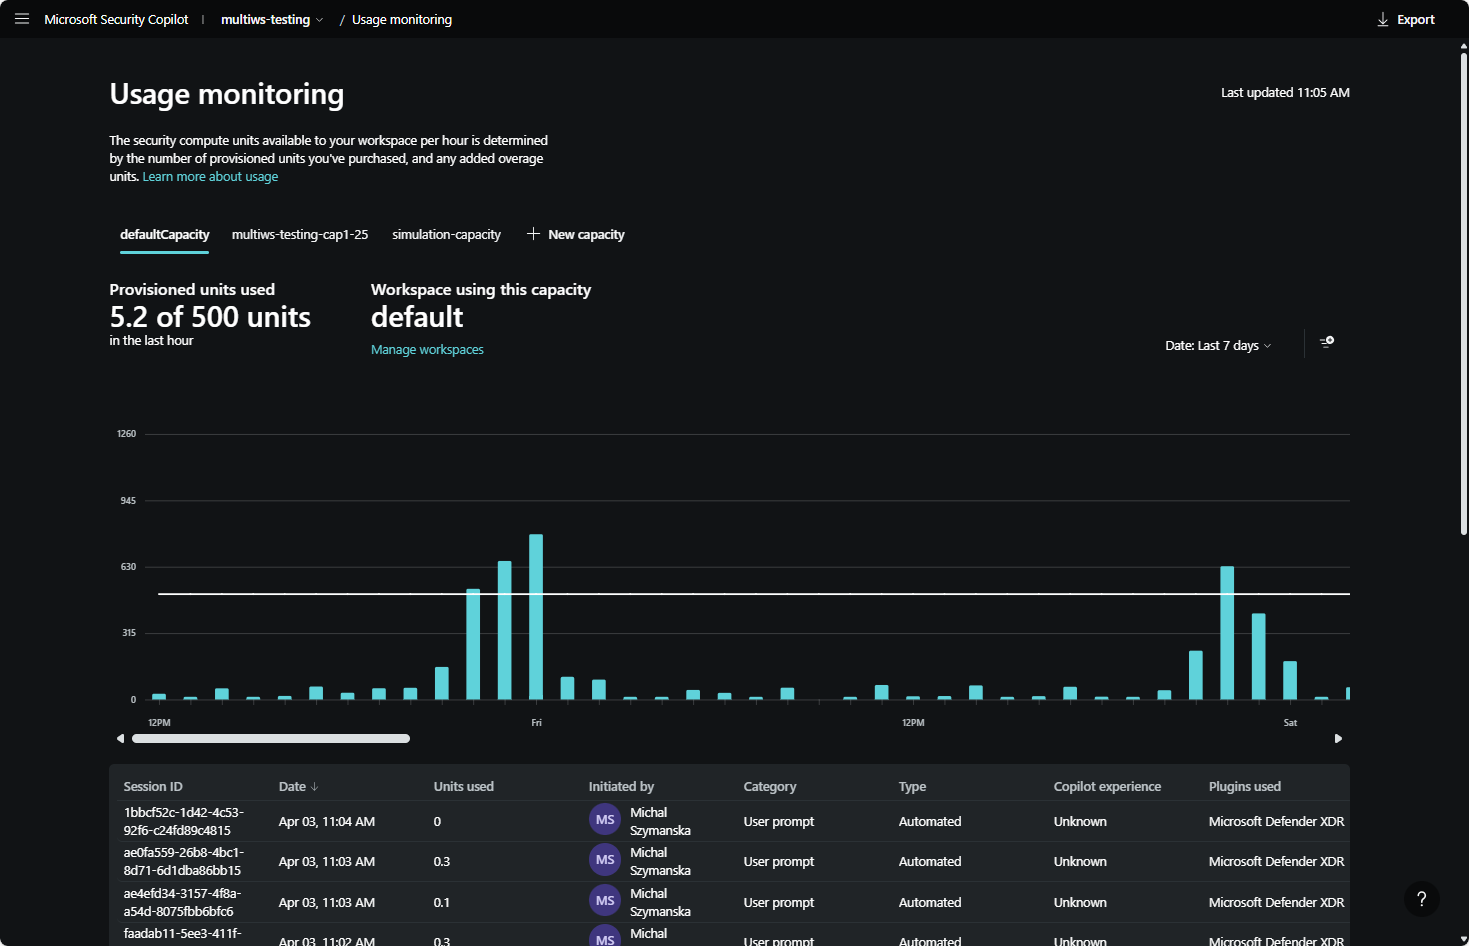 Microsoft Security Copilot | multiws-testing / Usage monitoring
Export
Usage monitoring
Last updated 11:05 AM
The security compute units available to your workspace per hour is determined
by the number of provisioned units you've purchased, and any added overage
units. Learn more about usage
defaultCapacity multiws-testing-cap1-25 simulation-capacity + New capacity
Provisioned units used
5.2 of 500 units
in the last hour
Workspace using this capacity
default
Manage workspaces
Date: Last 7 days
1260
945
630
315
0
12PM Fri 12PM Sat
Session ID Date ↓ Units used Initiated by Category Type Copilot experience Plugins used
1bbcf52c-1d42-4c53-
92f6-c24fd89c4815
Apr 03, 11:04 AM 0 MS Michal
Szymanska
User prompt Automated Unknown Microsoft Defender XDR
ae0fa559-26b8-4bc1-
8d71-6d1dba86bb15
Apr 03, 11:03 AM 0.3 MS Michal
Szymanska
User prompt Automated Unknown Microsoft Defender XDR
ae4efd34-3157-4f8a-
a54d-8075fbb6bfc6
Apr 03, 11:03 AM 0.1 MS Michal
Szymanska
User prompt Automated Unknown Microsoft Defender XDR
faadab11-5ee3-411f-
Apr 03, 11:02 AM 0.3 MS Michal
User prompt Automated Unknown Microsoft Defender XDR
?